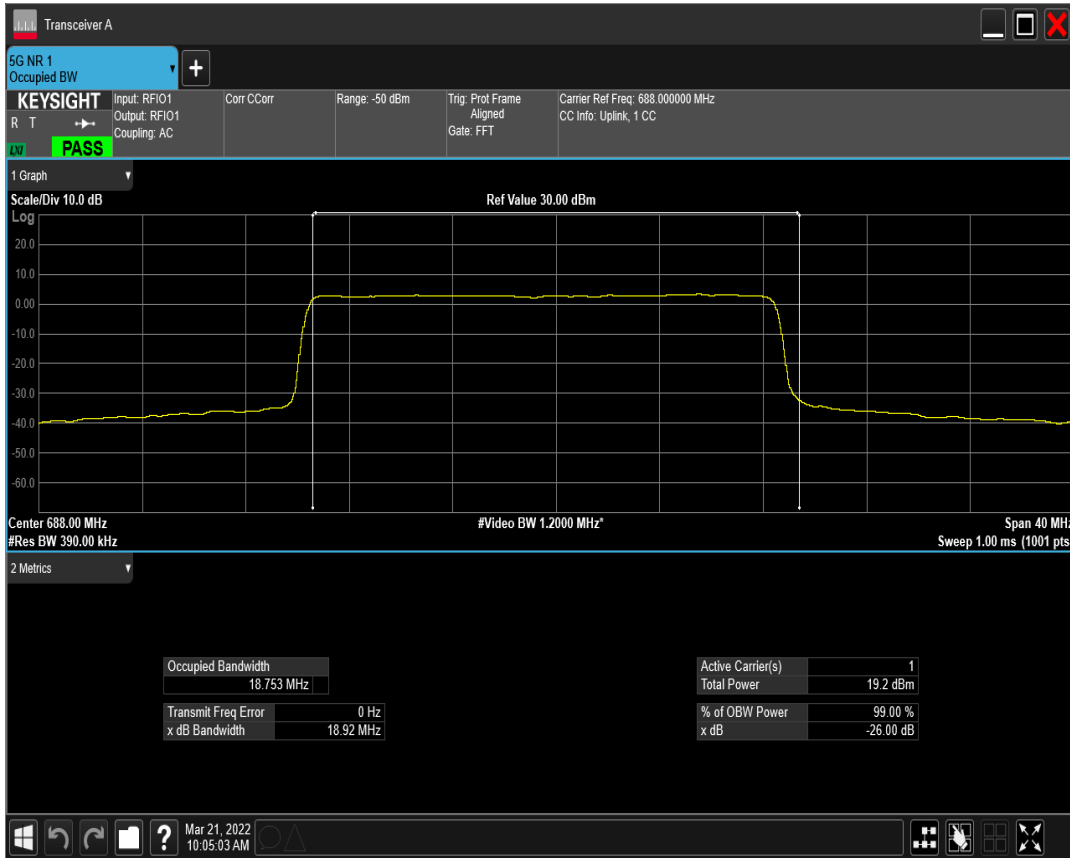 Transceiver A
5G NR 1
Occupied BW
+
KEYSIGHT
R T
LXI
PASS
Input: RFIO1
Output: RFIO1
Coupling: AC
Corr CCorr
Range: -50 dBm
Trig: Prot Frame
Aligned
Gate: FFT
Carrier Ref Freq: 688.000000 MHz
CC Info: Uplink, 1 CC
1 Graph
Scale/Div 10.0 dB
Ref Value 30.00 dBm
Log
20.0
10.0
0.00
-10.0
-20.0
-30.0
-40.0
-50.0
-60.0
Center 688.00 MHz
#Video BW 1.2000 MHz*
Span 40 MHz
#Res BW 390.00 kHz
Sweep 1.00 ms (1001 pts
2 Metrics
Occupied Bandwidth
18.753 MHz
Transmit Freq Error 0 Hz
x dB Bandwidth 18.92 MHz
Active Carrier(s) 1
Total Power 19.2 dBm
% of OBW Power 99.00 %
x dB -26.00 dB
?
Mar 21, 2022
10:05:03 AM